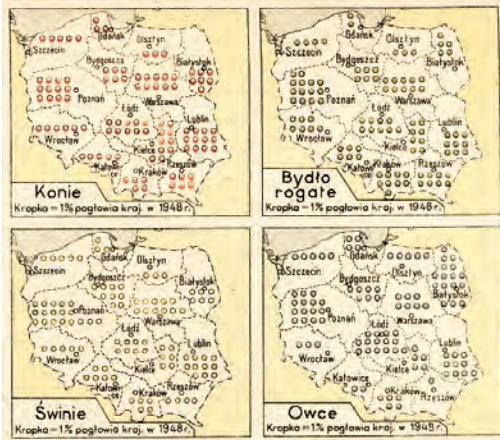 Gdańsk
Olsztyn
Szczecin
Bydgoszcz
Białystok
Poznań
Warszawa
Łódź
Lublin
Wrocław
Kielce
Katowice
Kraków
Rzeszów
Konie
Kropka = 1% pogłowia kraj. w 1948 r.
Gdańsk
Olsztyn
Szczecin
Bydgoszcz
Białystok
Poznań
Warszawa
Łódź
Lublin
Wrocław
Kielce
Katowice
Kraków
Rzeszów
Bydło
rogate
Kropka = 1% pogłowia kraj. w 1948 r.
Gdańsk
Olsztyn
Szczecin
Bydgoszcz
Białystok
Poznań
Warszawa
Łódź
Lublin
Wrocław
Kielce
Katowice
Kraków
Rzeszów
Świnie
Kropka = 1% pogłowia kraj. w 1948 r.
Gdańsk
Olsztyn
Szczecin
Bydgoszcz
Białystok
Poznań
Warszawa
Łódź
Lublin
Wrocław
Katowice
Kielce
Kraków
Rzeszów
Owce
Kropka = 1% pogłowia kraj. w 1948 r.